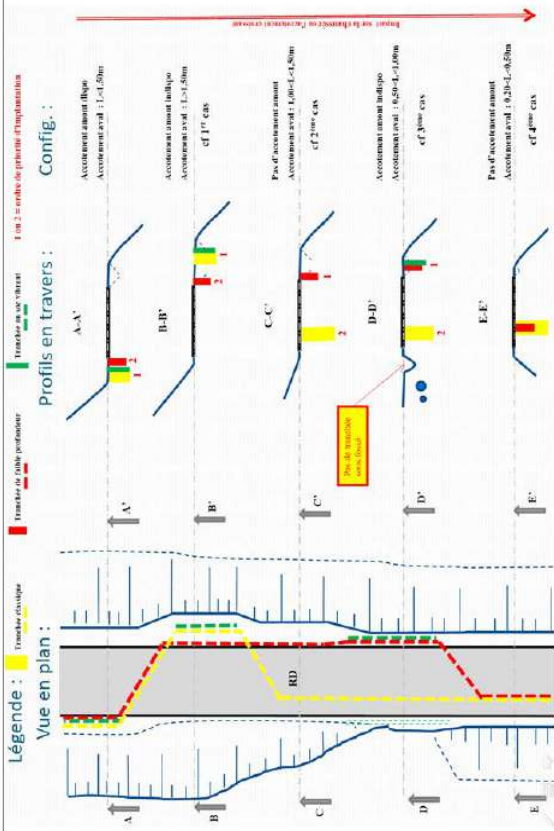 Légende :
Tranchée classique
Tranchée de faible profondeur
Tranchée en soc vibrant
1 ou 2 = ordre de priorité d'implantation
Vue en plan :
Profils en travers :
Config. :
A
A'
A-A'
1
2
Accotement amont dispo
Accotement aval : L<1,50m
B
B'
B-B'
2
1
Accotement amont indispo
Accotement aval : L>1,50m
cf 1er cas
RD
C
C'
C-C'
2
1
Pas d'accotement amont
Accotement aval : 1,00<L<1,50m
cf 2ème cas
D
D'
Pas de tranchée
sous fossé
D-D'
2
1
Accotement amont indispo
Accotement aval : 0,50<L<1,00m
cf 3ème cas
E
E'
E-E'
Pas d'accotement amont
Accotement aval : 0,20<L<0,50m
cf 4ème cas
Impact sur la chaussée ou l'accotement croissant